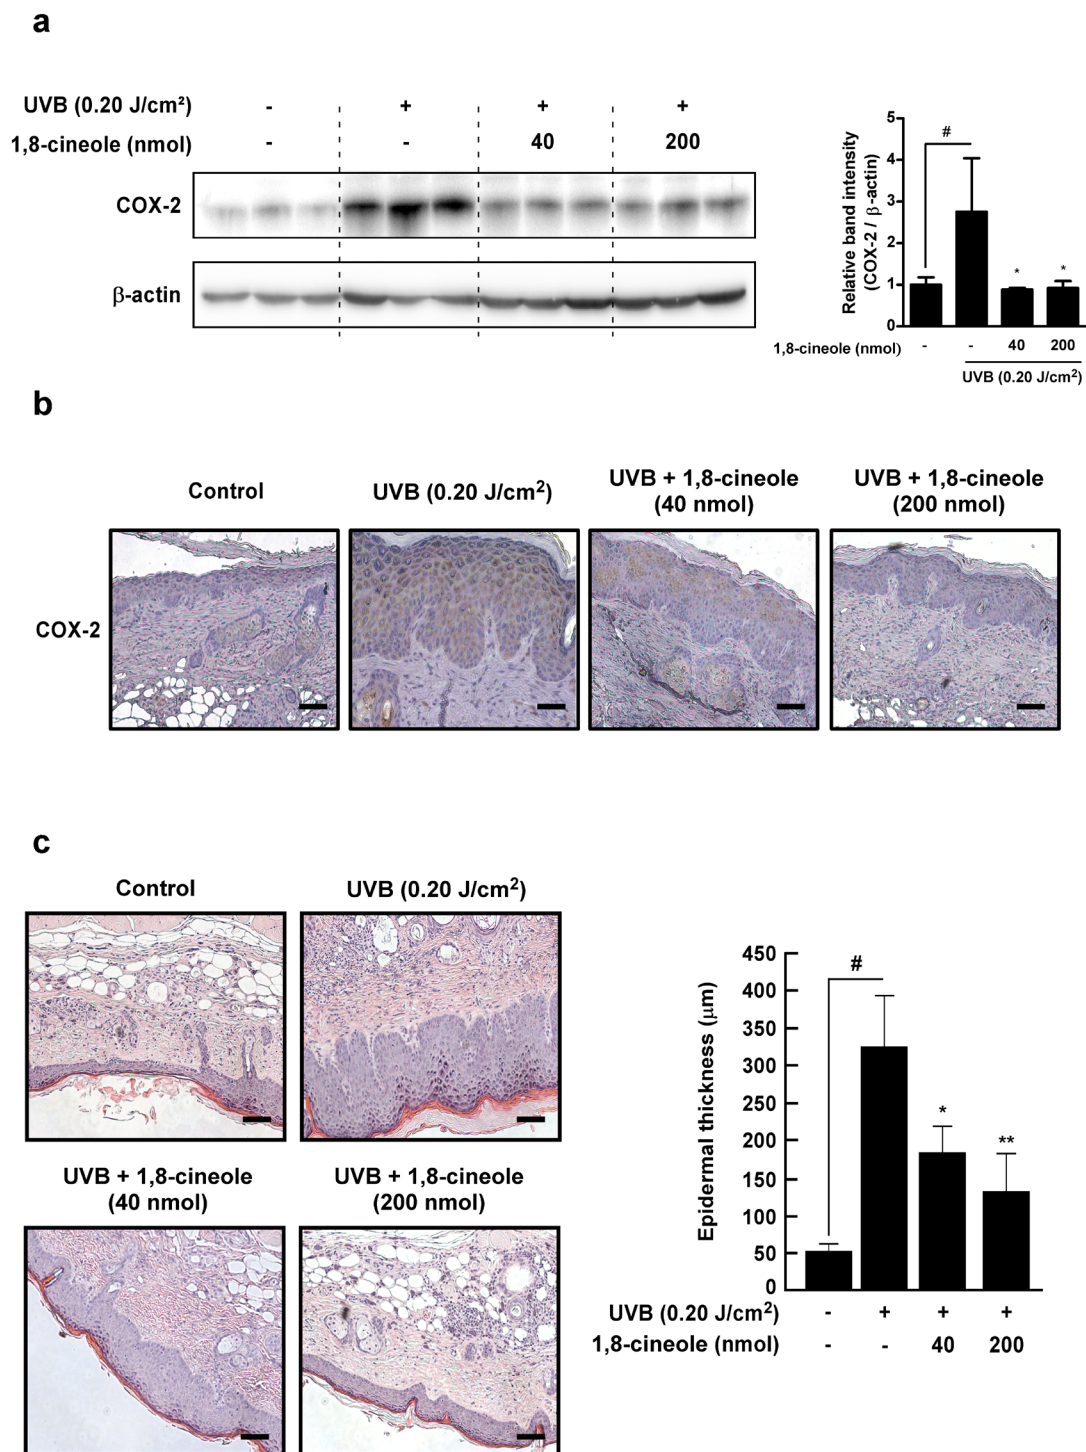 a
UVB (0.20 J/cm²) - + + +
1,8-cineole (nmol) - - 40 200
COX-2
β-actin
Relative band intensity
(COX-2 / β-actin)
5
4
3
2
1
0
#
* *
1,8-cineole (nmol) - - 40 200
UVB (0.20 J/cm²)
b
Control
UVB (0.20 J/cm²)
UVB + 1,8-cineole
(40 nmol)
UVB + 1,8-cineole
(200 nmol)
COX-2
c
Control
UVB (0.20 J/cm²)
UVB + 1,8-cineole
(40 nmol)
UVB + 1,8-cineole
(200 nmol)
Epidermal thickness (μm)
450
400
350
300
250
200
150
100
50
0
#
*
**
UVB (0.20 J/cm²) - + + +
1,8-cineole (nmol) - - 40 200